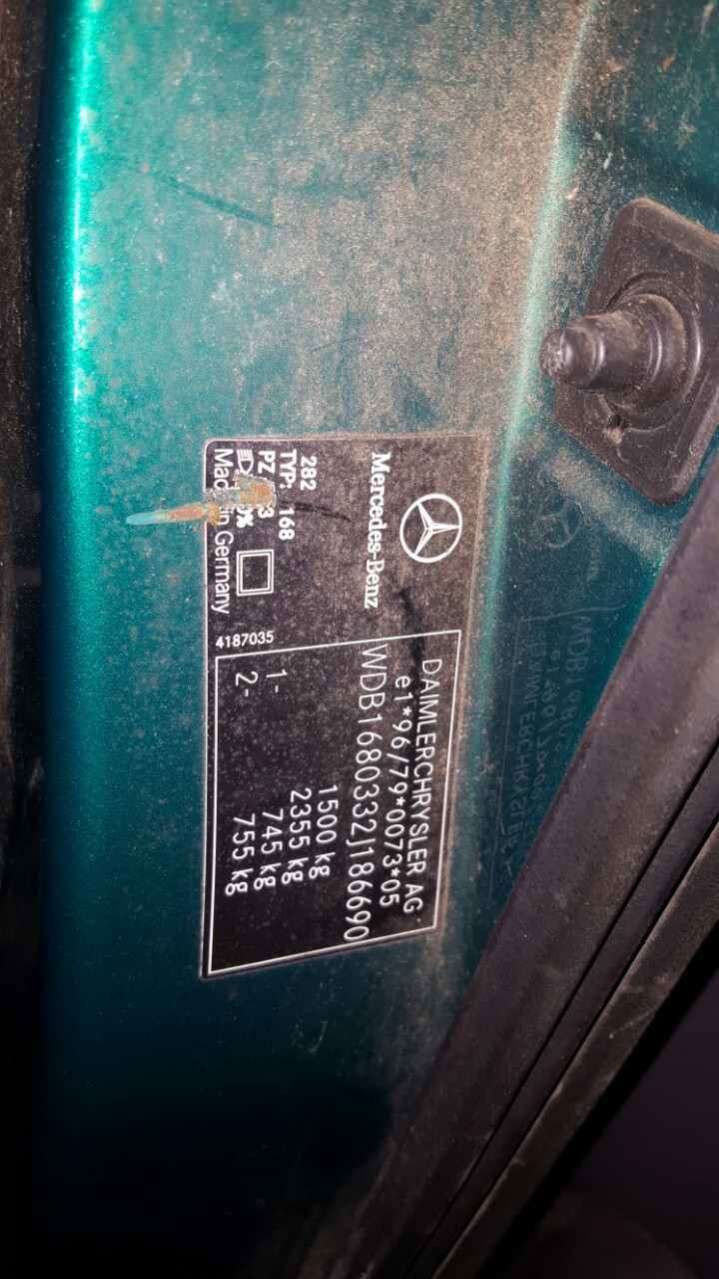 Mercedes-Benz
282
TYP: 168
PZ
Made in Germany
4187035
DAIMLERCHRYSLER AG
e1*96/79*0073*05
WDB1680332J186690
1500 kg
2355 kg
1- 745 kg
2- 755 kg